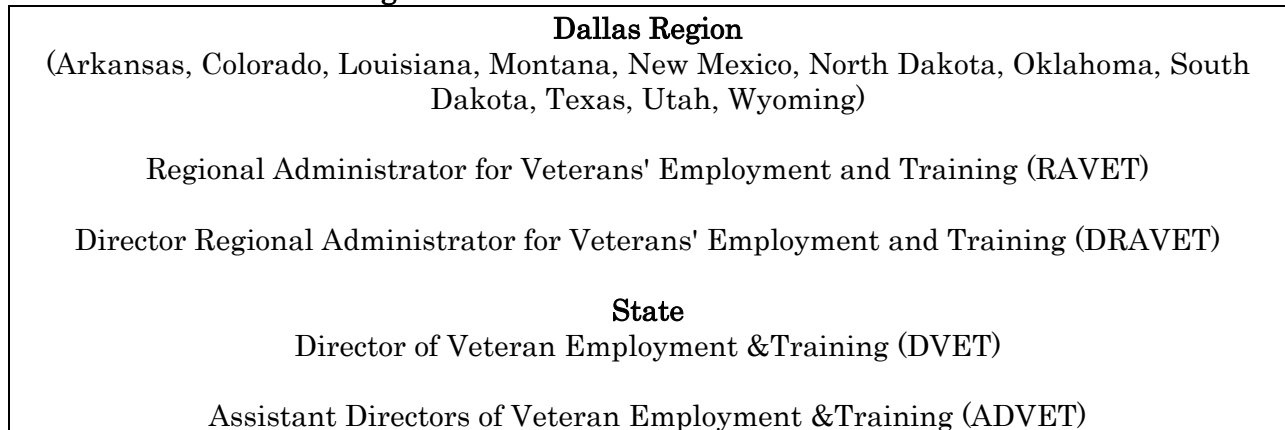 Dallas Region
(Arkansas, Colorado, Louisiana, Montana, New Mexico, North Dakota, Oklahoma, South
Dakota, Texas, Utah, Wyoming)
Regional Administrator for Veterans' Employment and Training (RAVET)
Director Regional Administrator for Veterans' Employment and Training (DRAVET)
State
Director of Veteran Employment &Training (DVET)
Assistant Directors of Veteran Employment &Training (ADVET)